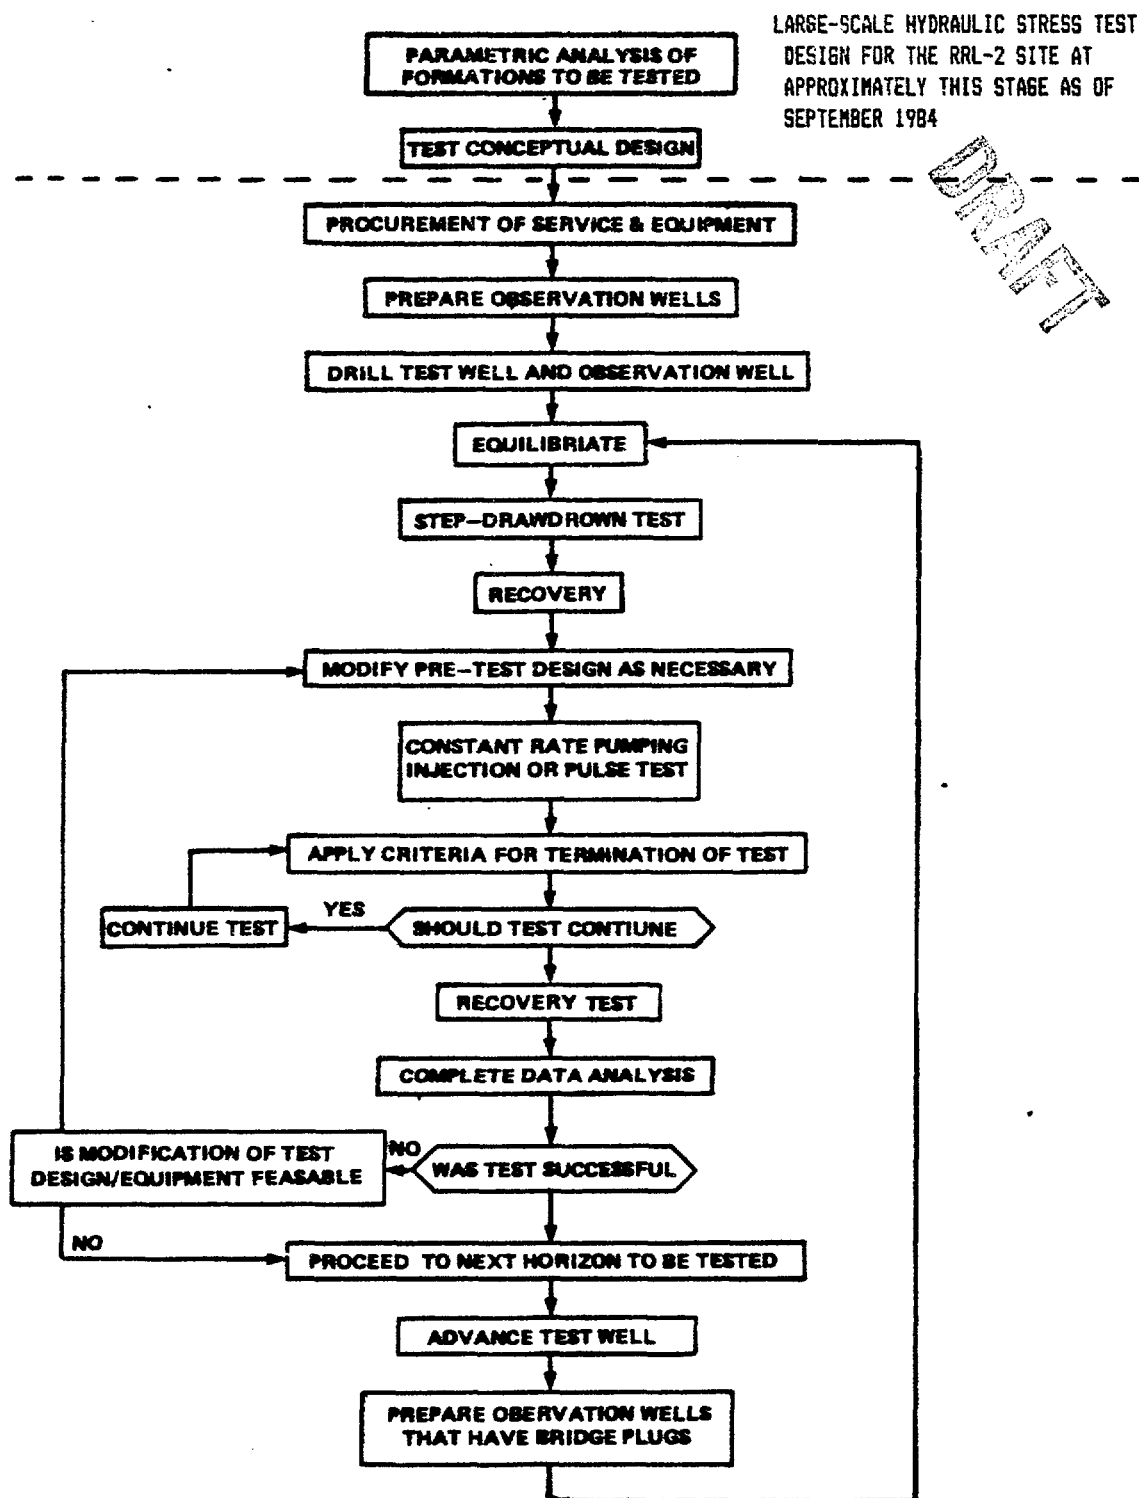 LARGE-SCALE HYDRAULIC STRESS TEST
DESIGN FOR THE RRL-2 SITE AT
APPROXIMATELY THIS STAGE AS OF
SEPTEMBER 1984
DRAFT
PARAMETRIC ANALYSIS OF
FORMATIONS TO BE TESTED
TEST CONCEPTUAL DESIGN
PROCUREMENT OF SERVICE & EQUIPMENT
PREPARE OBSERVATION WELLS
DRILL TEST WELL AND OBSERVATION WELL
EQUILIBRIATE
STEP-DRAWDROWN TEST
RECOVERY
MODIFY PRE-TEST DESIGN AS NECESSARY
CONSTANT RATE PUMPING
INJECTION OR PULSE TEST
APPLY CRITERIA FOR TERMINATION OF TEST
YES
CONTINUE TEST
SHOULD TEST CONTIUNE
RECOVERY TEST
COMPLETE DATA ANALYSIS
IS MODIFICATION OF TEST
DESIGN/EQUIPMENT FEASABLE
NO
WAS TEST SUCCESSFUL
NO
PROCEED TO NEXT HORIZON TO BE TESTED
ADVANCE TEST WELL
PREPARE OBERVATION WELLS
THAT HAVE BRIDGE PLUGS